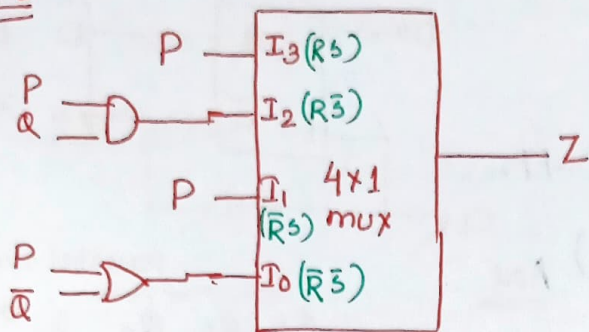 P I₃(RS)
P
Q I₂(RS̅)
P I₁ 4×1
(R̅S) mux
Z
P
Q̅ I₀(R̅S̅)